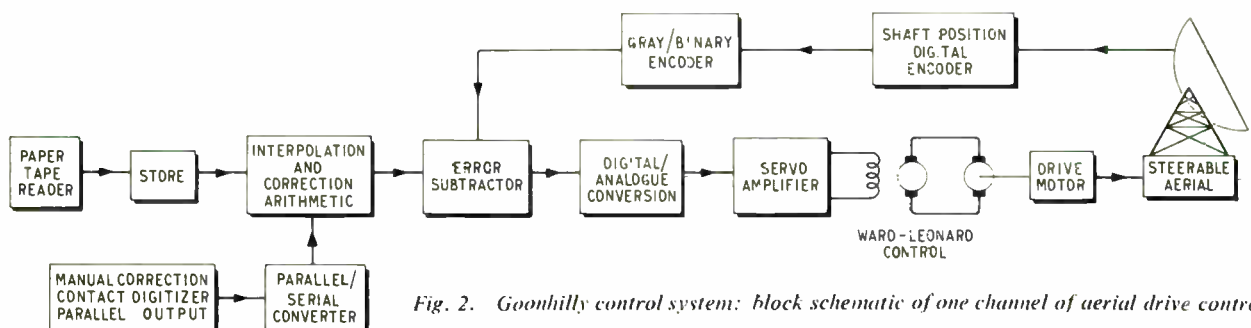 GRAY/BINARY
ENCODER
SHAFT POSITION
DIGITAL
ENCODER
PAPER
TAPE
READER
STORE
INTERPOLATION
AND
CORRECTION
ARITHMETIC
ERROR
SUBTRACTOR
DIGITAL/
ANALOGUE
CONVERSION
SERVO
AMPLIFIER
WARD-LEONARD
CONTROL
DRIVE
MOTOR
STEERABLE
AERIAL
MANUAL CORRECTION
CONTACT DIGITIZER
PARALLEL OUTPUT
PARALLEL/
SERIAL
CONVERTER
Fig. 2. Goonhilly control system: block schematic of one channel of aerial drive contro